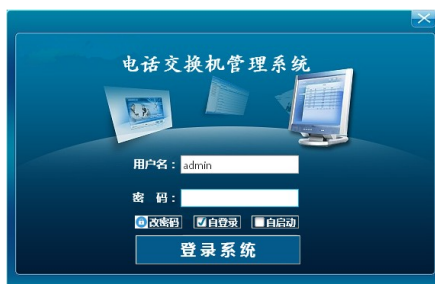 电话交换机管理系统
用户名：admin
密 码：
改密码 自登录 自启动
登录系统